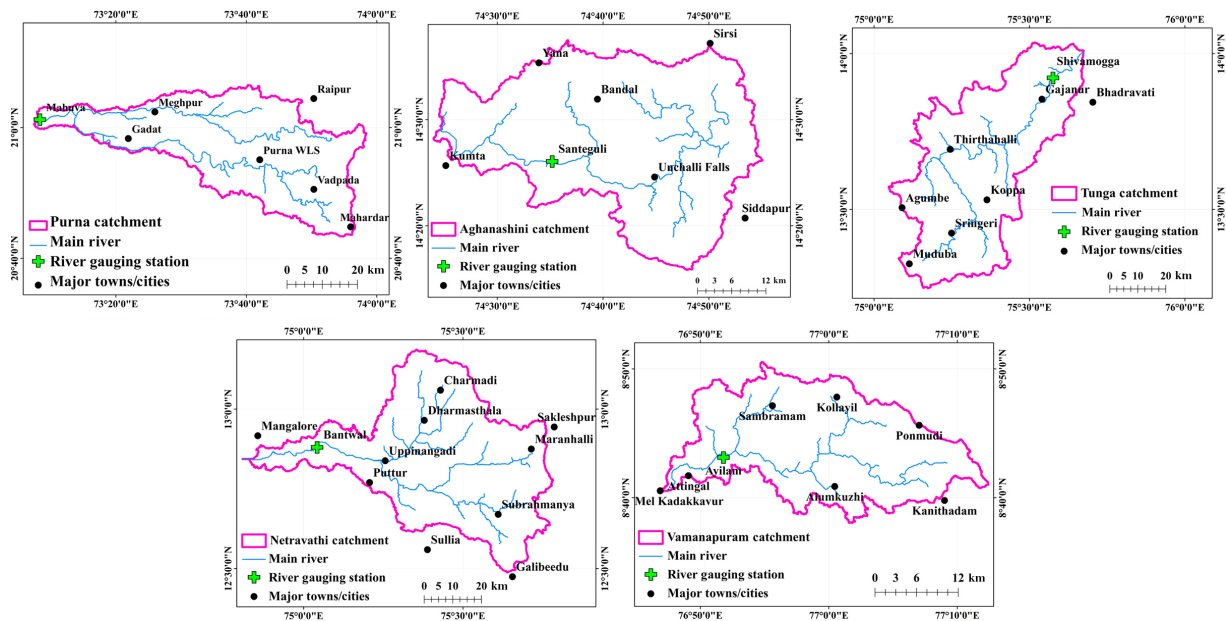 73°20'0"E 73°40'0"E 74°0'0"E
Raipur
Mahuva
Meghpur
Gadat
Purna WLS
Vadpada
Mahardar
21°0'0"N
20°40'0"N
Purna catchment
Main river
River gauging station
Major towns/cities
0 5 10 20 km
73°20'0"E 73°40'0"E 74°0'0"E
74°30'0"E 74°40'0"E 74°50'0"E
Sirsi
Yana
Bandal
Santeguli
Kumta
Unchalli Falls
Siddapur
14°30'0"N
14°20'0"N
Aghanashini catchment
Main river
River gauging station
Major towns/cities
0 3 6 12 km
74°30'0"E 74°40'0"E 74°50'0"E
75°0'0"E 75°30'0"E 76°0'0"E
14°0'0"N 14°0'0"N
Shivamogga
Gajanur
Bhadravati
Thirthahalli
Koppa
Agumbe
Sringeri
Muduba
13°30'0"N 13°30'0"N
Tunga catchment
Main river
River gauging station
Major towns/cities
0 5 10 20 km
75°0'0"E 75°30'0"E 76°0'0"E
75°0'0"E 75°30'0"E
Charmadi
Dharmasthala
Sakleshpur
Mangalore
Bantwal
Maranhalli
Uppinangadi
Puttur
Subrahmanya
Sullia
Galibeedu
13°0'0"N 13°0'0"N
12°30'0"N 12°30'0"N
Netravathi catchment
Main river
River gauging station
Major towns/cities
0 5 10 20 km
75°0'0"E 75°30'0"E
76°50'0"E 77°0'0"E 77°10'0"E
8°50'0"N 8°50'0"N
Sambramam
Kollayil
Ponmudi
Ayilam
Attingal
Mel Kadakkavur
Alumkuzhi
Kanithadam
8°40'0"N 8°40'0"N
Vamanapuram catchment
Main river
River gauging station
Major towns/cities
0 3 6 12 km
76°50'0"E 77°0'0"E 77°10'0"E